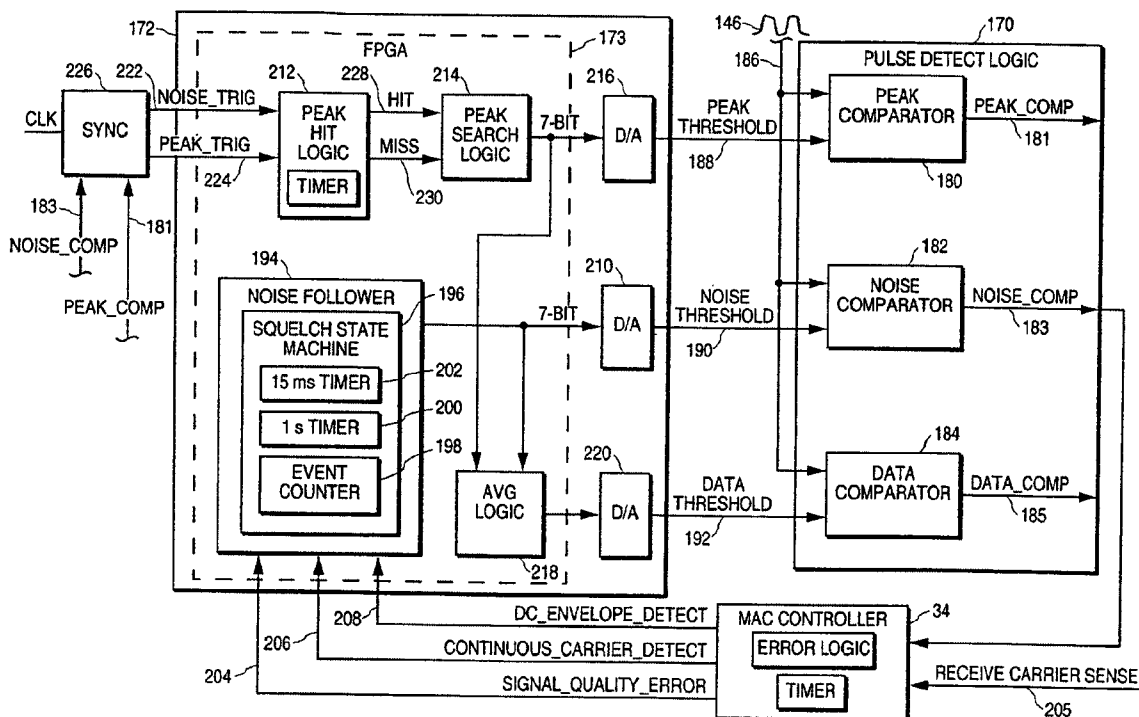 146
172
FPGA
173
170
186
PULSE DETECT LOGIC
226
222
NOISE_TRIG
212
228
HIT
214
216
CLK
SYNC
PEAK
HIT
LOGIC
TIMER
PEAK
SEARCH
LOGIC
7-BIT
D/A
PEAK
THRESHOLD
188
PEAK
COMPARATOR
180
PEAK_COMP
181
PEAK_TRIG
224
MISS
230
183
181
NOISE_COMP
PEAK_COMP
194
NOISE FOLLOWER
196
SQUELCH STATE
MACHINE
15 ms TIMER
202
1 s TIMER
200
EVENT
COUNTER
198
7-BIT
210
D/A
NOISE
THRESHOLD
190
182
NOISE
COMPARATOR
NOISE_COMP
183
AVG
LOGIC
218
220
D/A
DATA
THRESHOLD
192
184
DATA
COMPARATOR
DATA_COMP
185
208
DC_ENVELOPE_DETECT
206
CONTINUOUS_CARRIER_DETECT
204
SIGNAL_QUALITY_ERROR
MAC CONTROLLER
34
ERROR LOGIC
TIMER
RECEIVE CARRIER SENSE
205